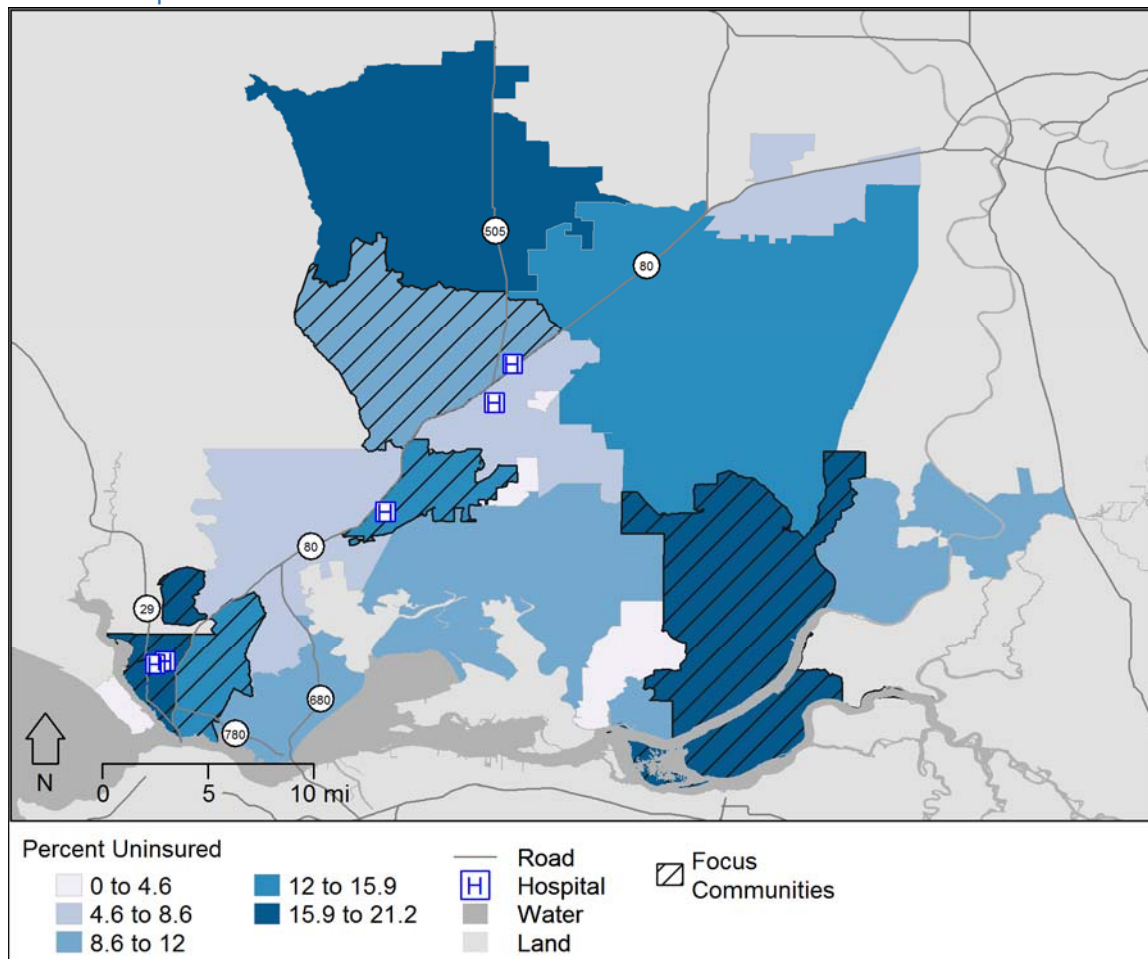 505
80
H
H
H
80
29
H H
680
780
N
0 5 10 mi
Percent Uninsured
0 to 4.6
4.6 to 8.6
8.6 to 12
12 to 15.9
15.9 to 21.2
Road
H Hospital
Water
Land
Focus
Communities